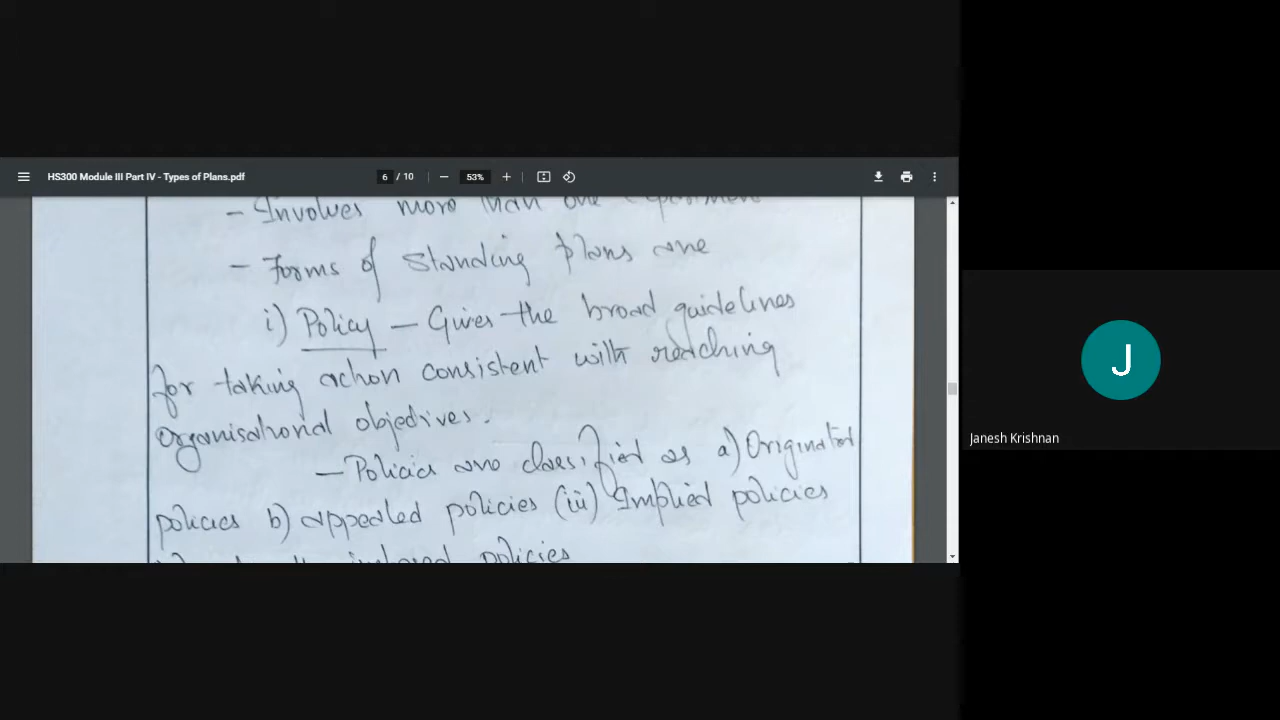 HS300 Module III Part IV - Types of Plans.pdf
6 / 10
53%
- Involves more than one department
- Forms of standing plans are
i) Policy - Gives the broad guidelines
for taking action consistent with reaching
organisational objectives.
- Policies are classified as a) Originated
policies b) appealed policies (iii) Implied policies
policies
J
Janesh Krishnan